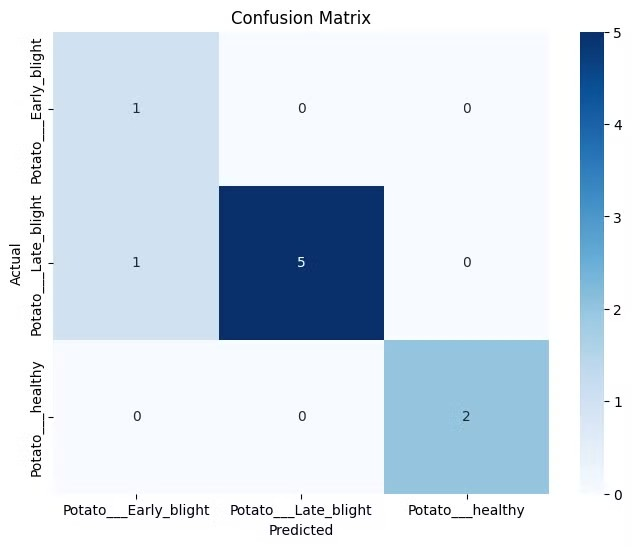 Confusion Matrix
Actual
Potato___Early_blight
1 0 0
Potato___Late_blight
1 5 0
Potato___healthy
0 0 2
Potato___Early_blight Potato___Late_blight Potato___healthy
Predicted
5
4
3
2
1
0